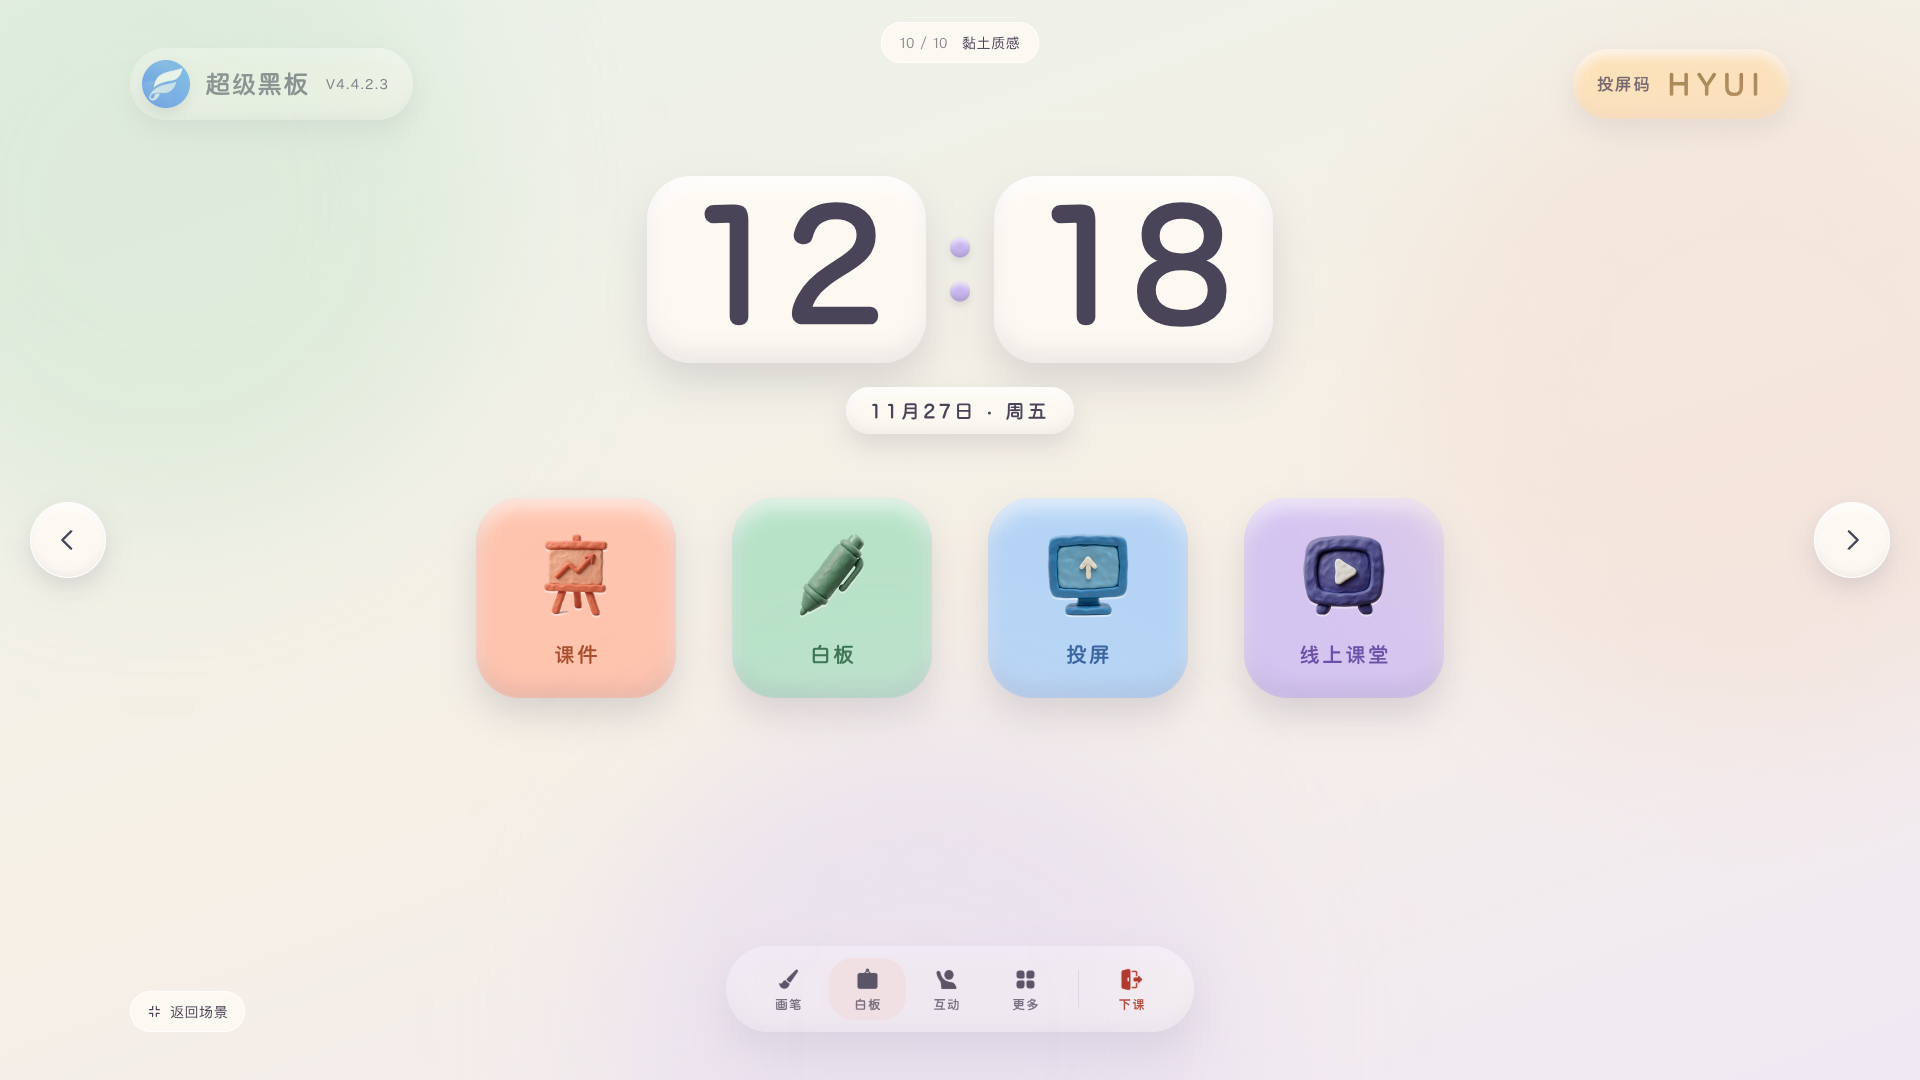 10 / 10 黏土质感
超级黑板 V4.4.2.3
投屏码 HYUI
12:18
11月27日 · 周五
课件
白板
投屏
线上课堂
画笔
白板
互动
更多
下课
返回场景